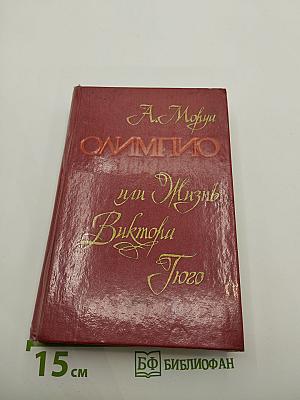 А. Моруа
ОЛИМПИО
или Жизнь
Виктора
Гюго
15 см
БФ БИБЛИОФАН